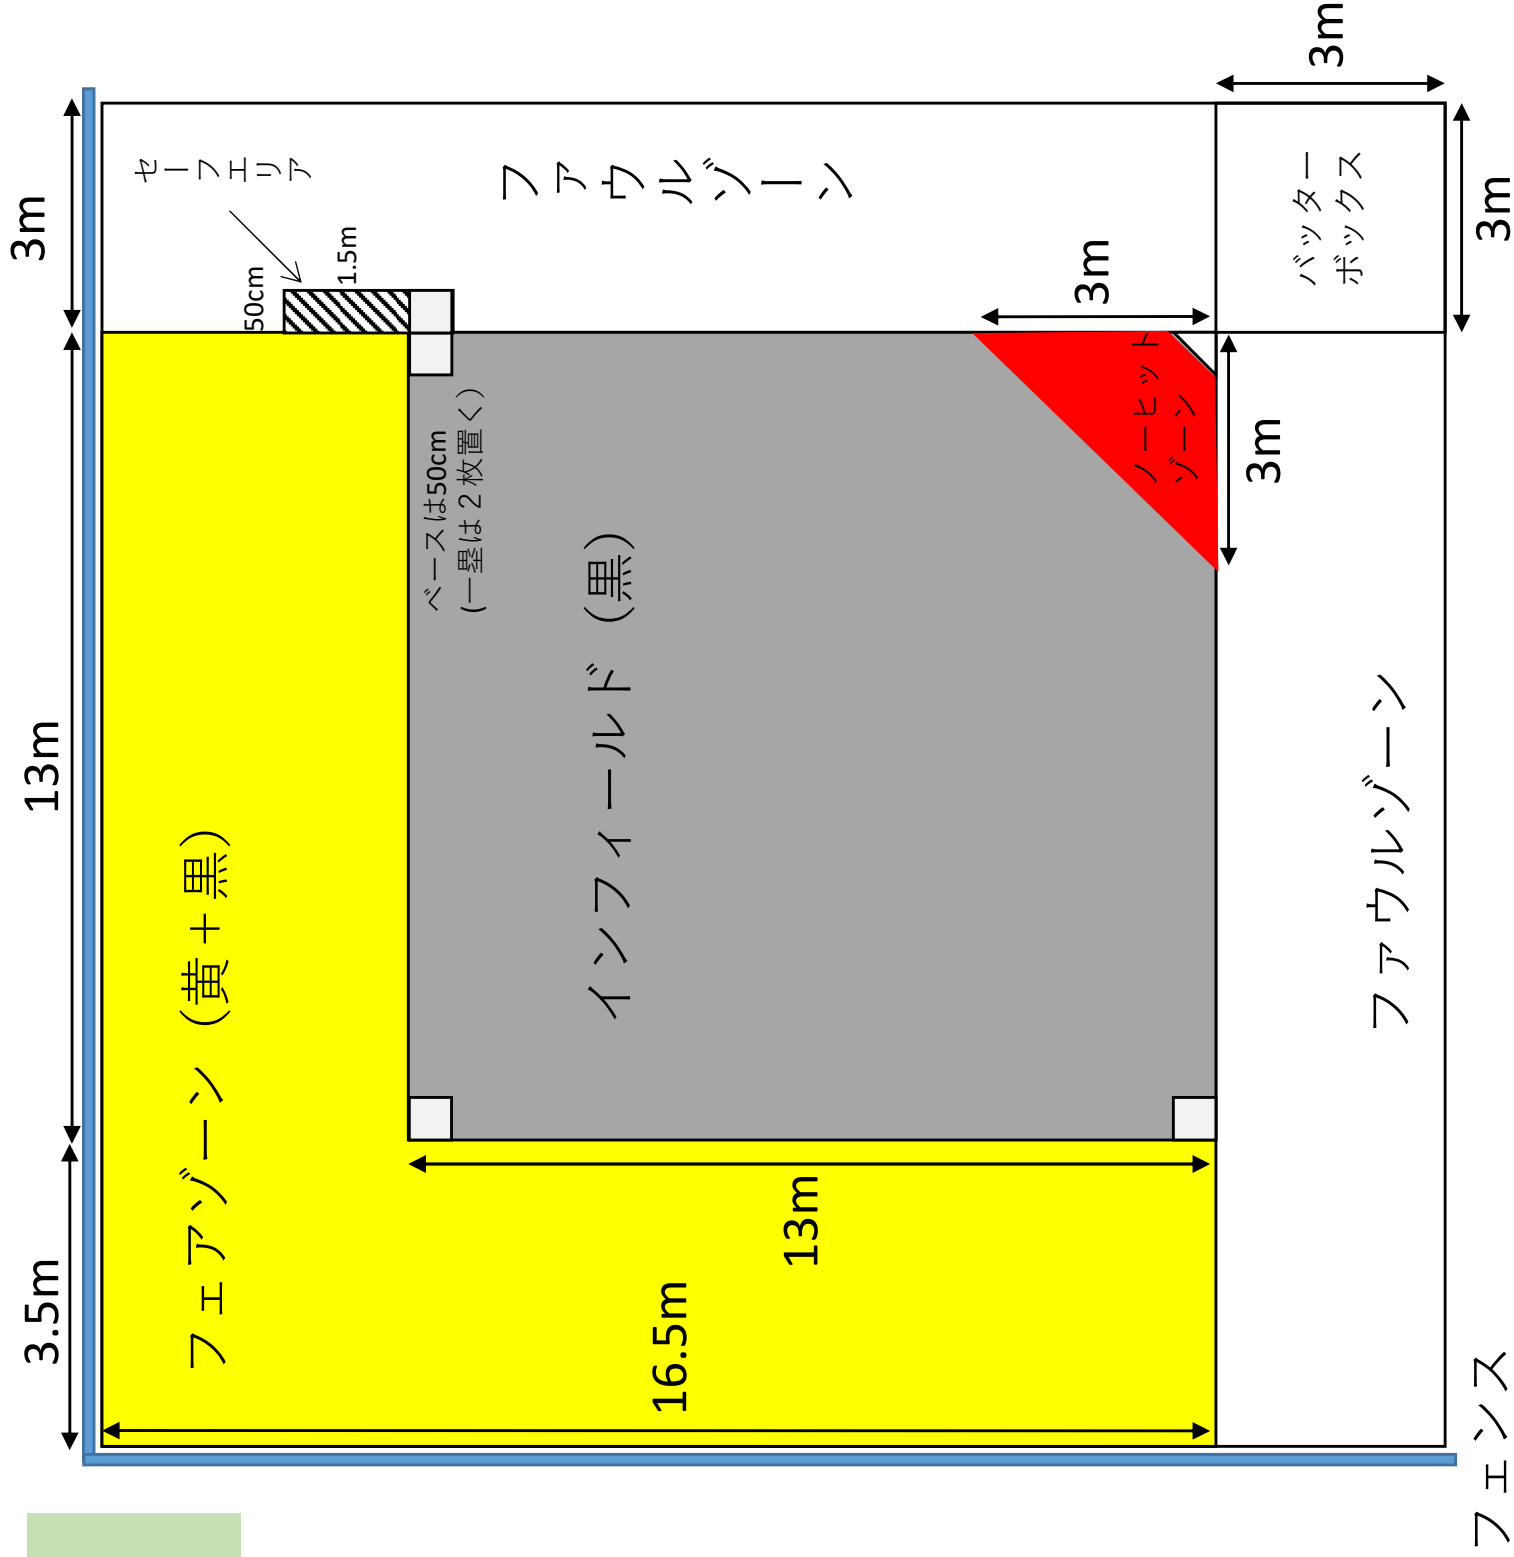 フェンス
3.5m
13m
3m
フェアゾーン（黄＋黒）
セーフエリア
50cm
1.5m
ベースは50cm
(一塁は２枚置く）
インフィールド（黒）
ファウルゾーン
16.5m
13m
3m
ノーヒット
ゾーン
3m
ファウルゾーン
バッター
ボックス
3m
3m